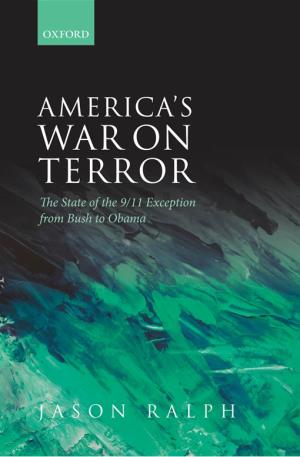 OXFORD
AMERICA'S
WAR ON
TERROR
The State of the 9/11 Exception
from Bush to Obama
JASON RALPH